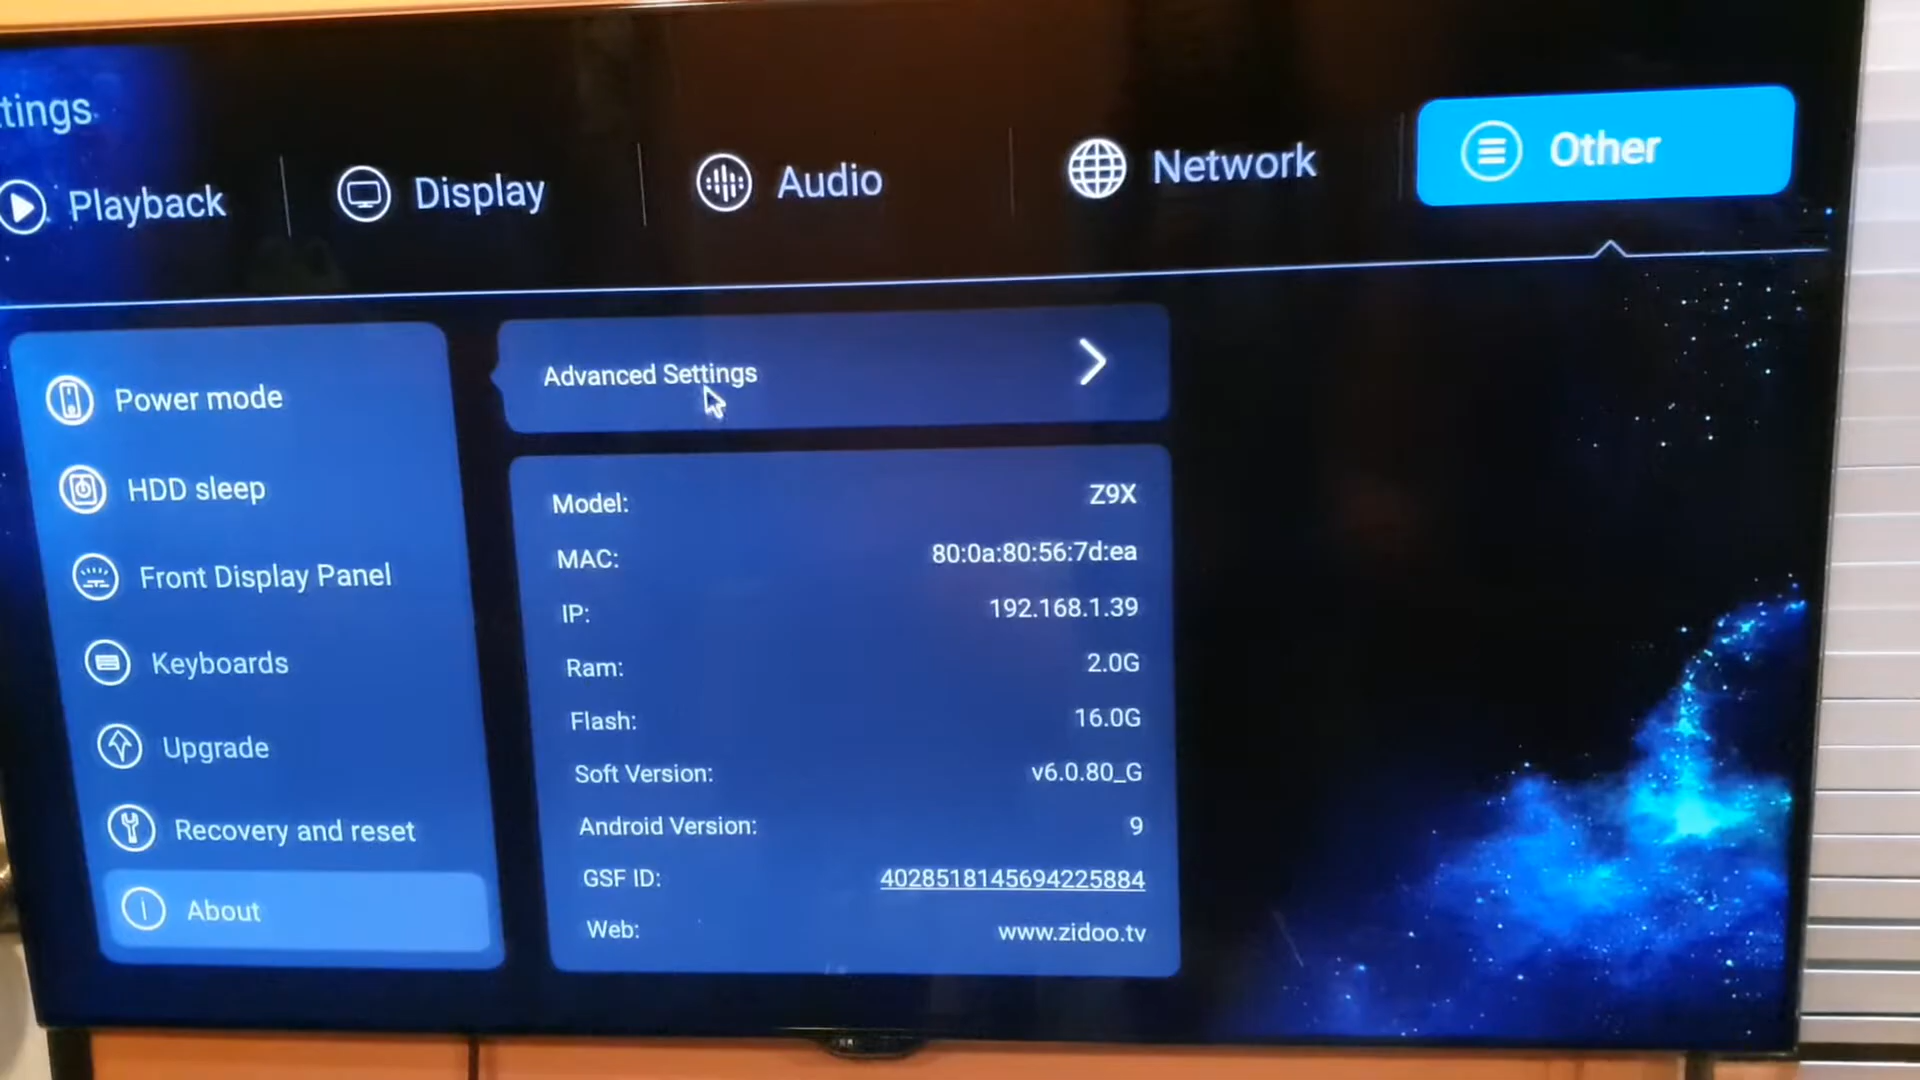 tings
Playback
Display
Audio
Network
Other
Power mode
HDD sleep
Front Display Panel
Keyboards
Upgrade
Recovery and reset
About
Advanced Settings
Model: Z9X
MAC: 80:0a:80:56:7d:ea
IP: 192.168.1.39
Ram: 2.0G
Flash: 16.0G
Soft Version: v6.0.80_G
Android Version: 9
GSF ID: 4028518145694225884
Web: www.zidoo.tv